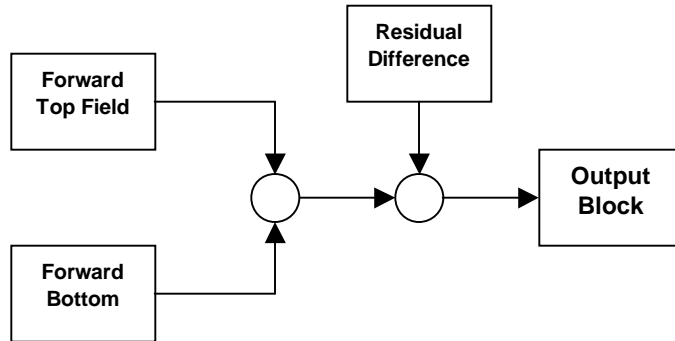 Forward
Top Field
Residual
Difference
Output
Block
Forward
Bottom